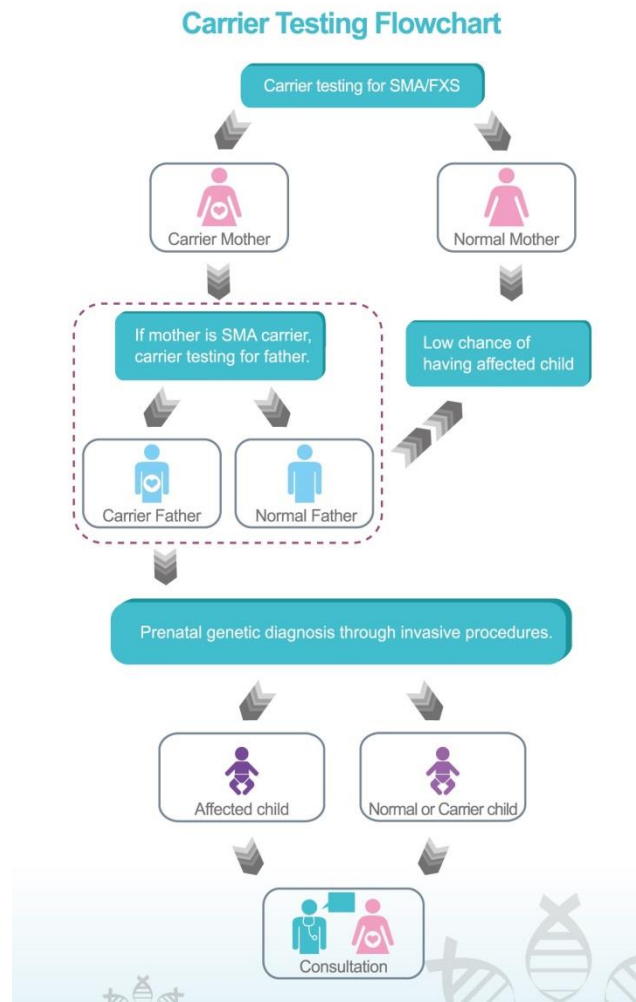 Carrier Testing Flowchart
Carrier testing for SMA/FXS
Carrier Mother
Normal Mother
If mother is SMA carrier,
carrier testing for father.
Low chance of
having affected child
Carrier Father
Normal Father
Prenatal genetic diagnosis through invasive procedures.
Affected child
Normal or Carrier child
Consultation